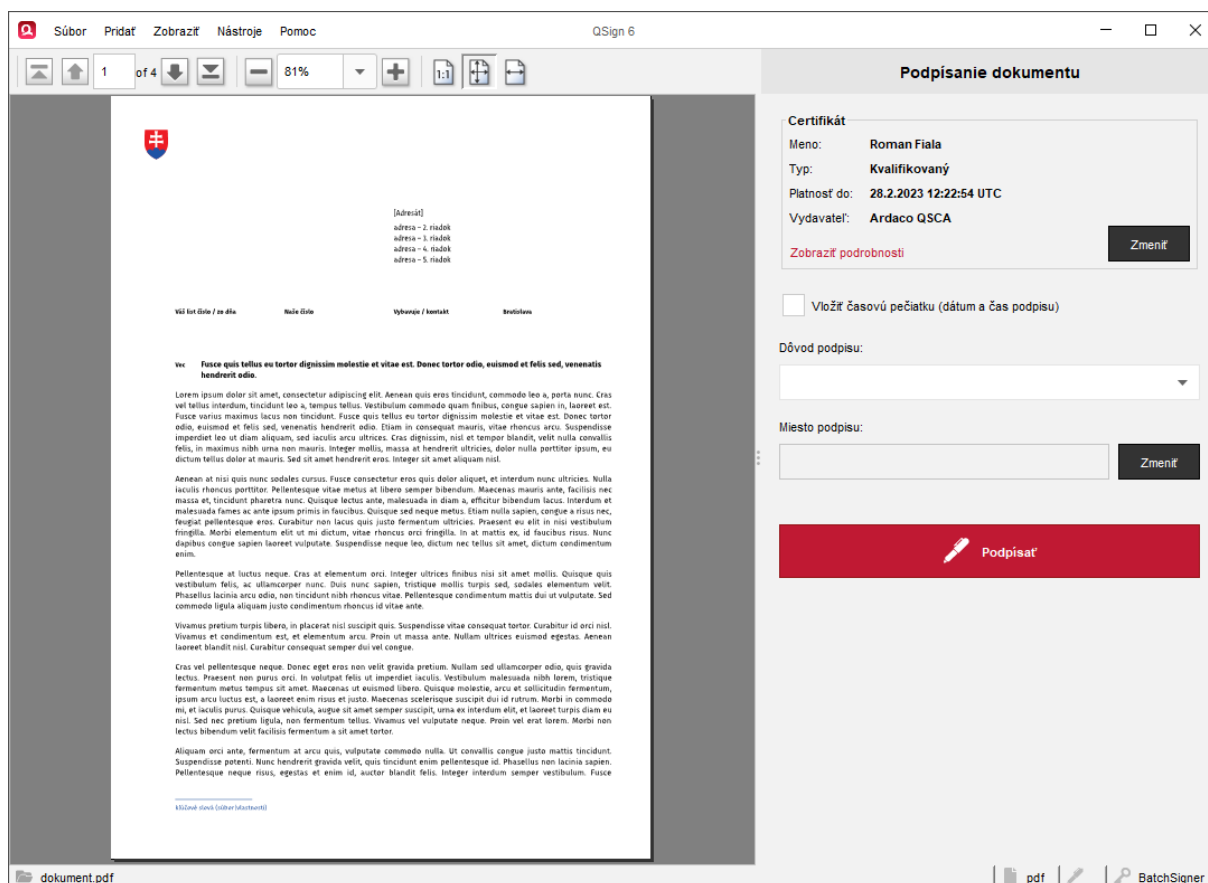 Súbor Pridať Zobraziť Nástroje Pomoc QSign 6
1 of 4 81% 1:1
Podpísanie dokumentu
[Adresát]
adresa – 2. riadok
adresa – 3. riadok
adresa – 4. riadok
adresa – 5. riadok
Váš list číslo / zo dňa Naše číslo Vybavuje / kontakt Bratislava
Vec Fusce quis tellus eu tortor dignissim molestie et vitae est. Donec tortor odio, euismod et felis sed, venenatis
hendrerit odio.
Lorem ipsum dolor sit amet, consectetur adipiscing elit. Aenean quis eros tincidunt, commodo leo a, porta nunc. Cras
vel tellus interdum, tincidunt leo a, tempus tellus. Vestibulum commodo quam finibus, congue sapien in, laoreet est.
Fusce varius maximus lacus non tincidunt. Fusce quis tellus eu tortor dignissim molestie et vitae est. Donec tortor
odio, euismod et felis sed, venenatis hendrerit odio. Etiam in consequat mauris, vitae rhoncus arcu. Suspendisse
imperdiet leo ut diam aliquam, sed iaculis arcu ultrices. Cras dignissim, nisl et tempor blandit, velit nulla convallis
felis, in maximus nibh urna non mauris. Integer mollis, massa at hendrerit ultricies, dolor nulla porttitor ipsum, eu
dictum tellus dolor at mauris. Sed sit amet hendrerit eros. Integer sit amet aliquam nisl.
Aenean at nisi quis nunc sodales cursus. Fusce consectetur eros quis dolor aliquet, et interdum nunc ultricies. Nulla
iaculis rhoncus porttitor. Pellentesque vitae metus at libero semper bibendum. Maecenas mauris ante, facilisis nec
massa et, tincidunt pharetra nunc. Quisque lectus ante, malesuada in diam a, efficitur bibendum lacus. Interdum et
malesuada fames ac ante ipsum primis in faucibus. Quisque sed neque metus. Etiam nulla sapien, congue a risus nec,
feugiat pellentesque eros. Curabitur non lacus quis justo fermentum ultricies. Praesent eu elit in nisi vestibulum
fringilla. Morbi elementum elit ut mi dictum, vitae rhoncus orci fringilla. In at mattis ex, id faucibus risus. Nunc
dapibus congue sapien laoreet vulputate. Suspendisse neque leo, dictum nec tellus sit amet, dictum condimentum
enim.
Pellentesque at luctus neque. Cras at elementum orci. Integer ultrices finibus nisi sit amet mollis. Quisque quis
vestibulum felis, ac ullamcorper nunc. Duis nunc sapien, tristique mollis turpis sed, sodales elementum velit.
Phasellus lacinia arcu odio, non tincidunt nibh rhoncus vitae. Pellentesque condimentum mattis dui ut vulputate. Sed
commodo ligula aliquam justo condimentum rhoncus id vitae ante.
Vivamus pretium turpis libero, in placerat nisl suscipit quis. Suspendisse vitae consequat tortor. Curabitur id orci nisl.
Vivamus et condimentum est, et elementum arcu. Proin ut massa ante. Nullam ultrices euismod egestas. Aenean
laoreet blandit nisl. Curabitur consequat semper dui vel congue.
Cras vel pellentesque neque. Donec eget eros non velit gravida pretium. Nullam sed ullamcorper odio, quis gravida
lectus. Praesent non purus orci. In volutpat felis ut imperdiet iaculis. Vestibulum malesuada nibh lorem, tristique
fermentum metus tempus sit amet. Maecenas ut euismod libero. Quisque molestie, arcu et sollicitudin fermentum,
ipsum arcu luctus est, a laoreet enim risus et justo. Maecenas scelerisque suscipit dui id rutrum. Morbi in commodo
mi, et iaculis purus. Quisque vehicula, augue sit amet semper suscipit, urna ex interdum elit, et laoreet turpis diam eu
nisl. Sed nec pretium ligula, non fermentum tellus. Vivamus vel vulputate neque. Proin vel erat lorem. Morbi non
lectus bibendum velit facilisis fermentum a sit amet tortor.
Aliquam orci ante, fermentum at arcu quis, vulputate commodo nulla. Ut convallis congue justo mattis tincidunt.
Suspendisse potenti. Nunc hendrerit gravida velit, quis tincidunt enim pellentesque id. Phasellus non lacinia sapien.
Pellentesque neque risus, egestas et enim id, auctor blandit felis. Integer interdum semper vestibulum. Fusce
kľúčové slová (súbor|vlastnosti)
Certifikát
Meno: Roman Fiala
Typ: Kvalifikovaný
Platnosť do: 28.2.2023 12:22:54 UTC
Vydavateľ: Ardaco QSCA
Zobraziť podrobnosti Zmeniť
Vložiť časovú pečiatku (dátum a čas podpisu)
Dôvod podpisu:
Miesto podpisu:
Zmeniť
Podpísať
dokument.pdf pdf BatchSigner